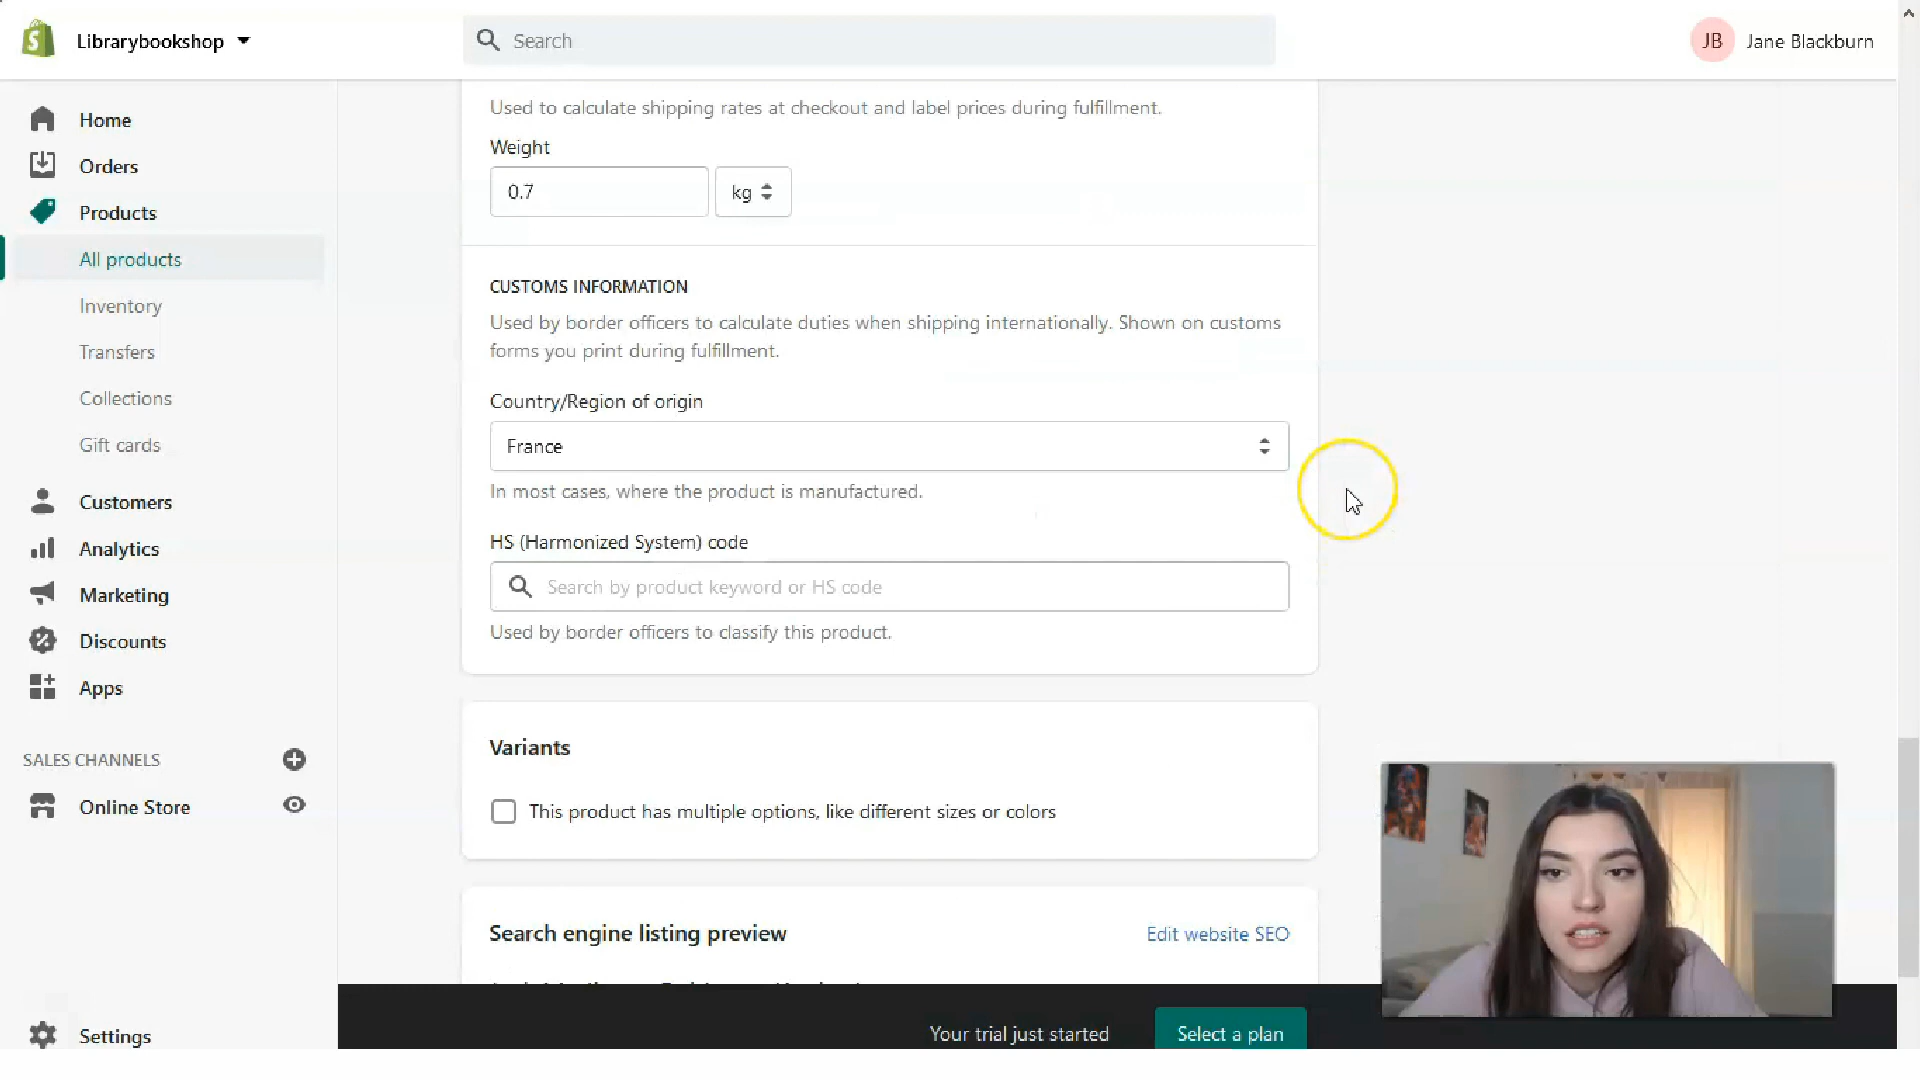 Librarybookshop
Search
JB
Jane Blackburn
Home
Orders
Products
All products
Inventory
Transfers
Collections
Gift cards
Customers
Analytics
Marketing
Discounts
Apps
SALES CHANNELS
Online Store
Settings
Used to calculate shipping rates at checkout and label prices during fulfillment.
Weight
0.7
kg
CUSTOMS INFORMATION
Used by border officers to calculate duties when shipping internationally. Shown on customs
forms you print during fulfillment.
Country/Region of origin
France
In most cases, where the product is manufactured.
HS (Harmonized System) code
Search by product keyword or HS code
Used by border officers to classify this product.
Variants
This product has multiple options, like different sizes or colors
Search engine listing preview
Edit website SEO
Your trial just started
Select a plan